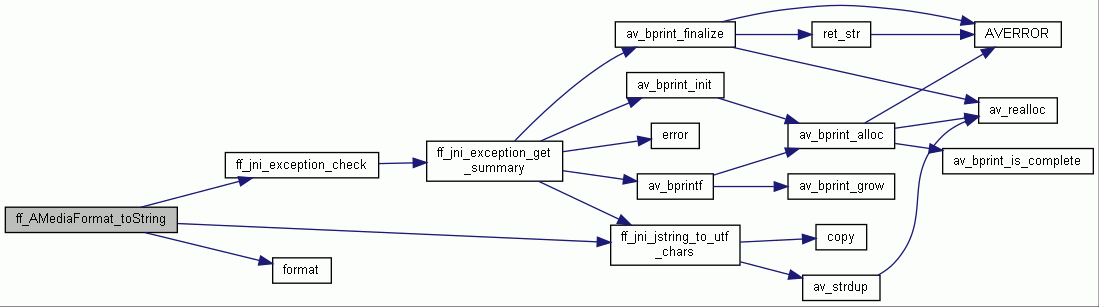 av_bprint_finalize
ret_str
AVERROR
av_bprint_init
av_realloc
error
av_bprint_alloc
ff_jni_exception_check
ff_jni_exception_get
_summary
av_bprint_is_complete
av_bprintf
av_bprint_grow
ff_AMediaFormat_toString
ff_jni_jstring_to_utf
_chars
copy
format
av_strdup